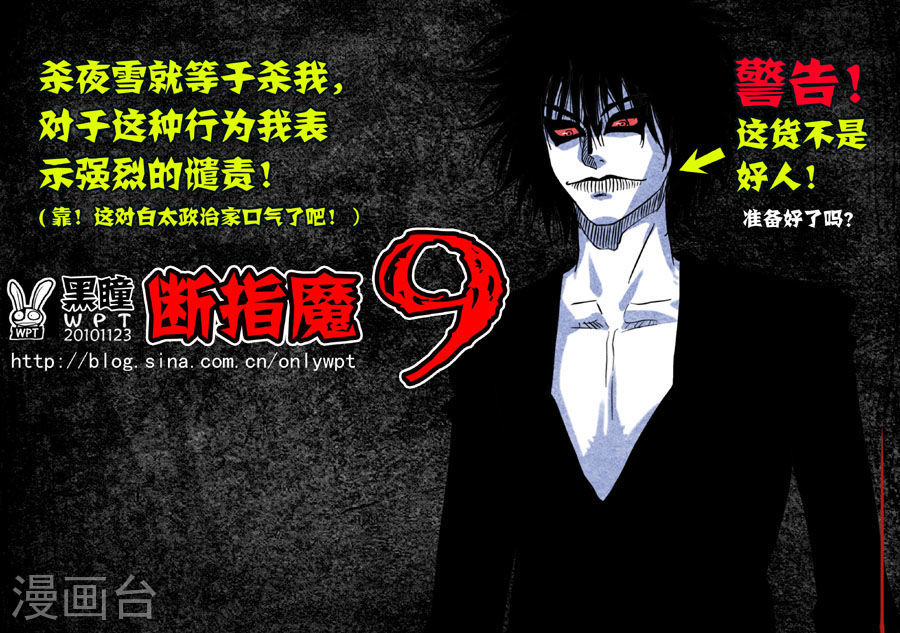 杀夜雪就等于杀我，
对于这种行为我表
示强烈的谴责！
（靠！这对白太政治家口气了吧！）
警告！
这货不是
好人！
准备好了吗？
黑瞳
WPT
20101123
WPT
断指魔9
http://blog.sina.com.cn/onlywpt
漫画台